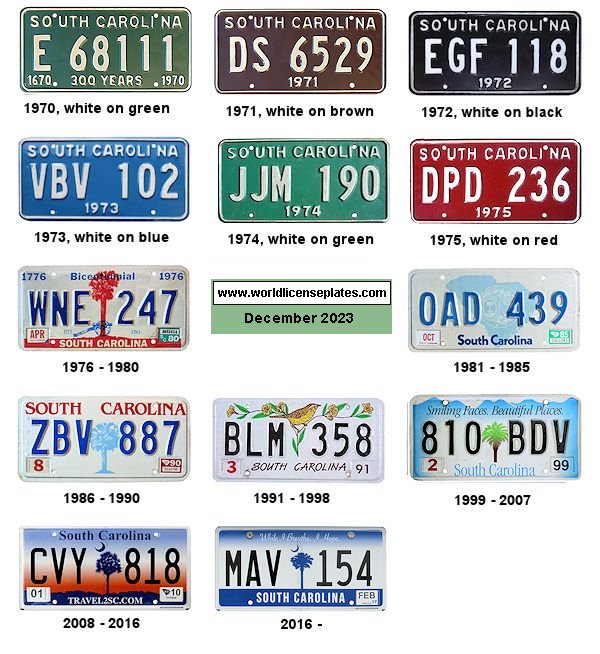 SOUTH CAROLINA
E 68111
1670 300 YEARS 1970
1970, white on green
SOUTH CAROLINA
DS 6529
1971
1971, white on brown
SOUTH CAROLINA
EGF 118
1972
1972, white on black
SOUTH CAROLINA
VBV 102
1973
1973, white on blue
SOUTH CAROLINA
JJM 190
1974
1974, white on green
SOUTH CAROLINA
DPD 236
1975
1975, white on red
1776 Bicentennial 1976
WNE 247
APR
80
SOUTH CAROLINA
1976 - 1980
www.worldlicenseplates.com
December 2023
OAD 439
OCT South Carolina 85
1981 - 1985
SOUTH CAROLINA
ZBV 887
8 90
1986 - 1990
BLM 358
3 SOUTH CAROLINA 91
1991 - 1998
Smiling Faces. Beautiful Places.
810 BDV
2 South Carolina 99
1999 - 2007
South Carolina
CVY 818
01 TRAVEL2SC.COM 10
2008 - 2016
While I Breathe, I Hope
MAV 154
SOUTH CAROLINA FEB
2016 -